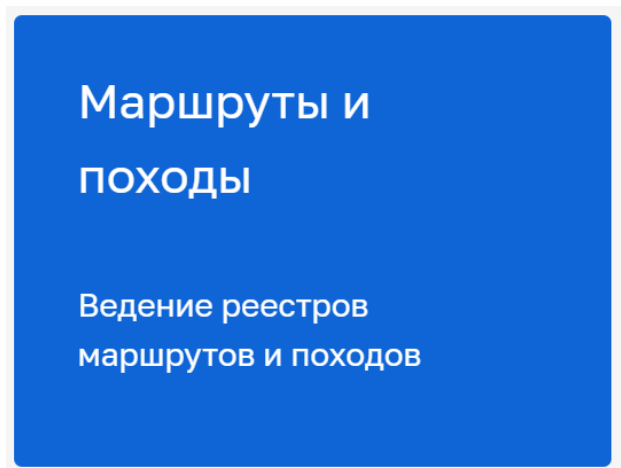 Маршруты и
походы
Ведение реестров
маршрутов и походов